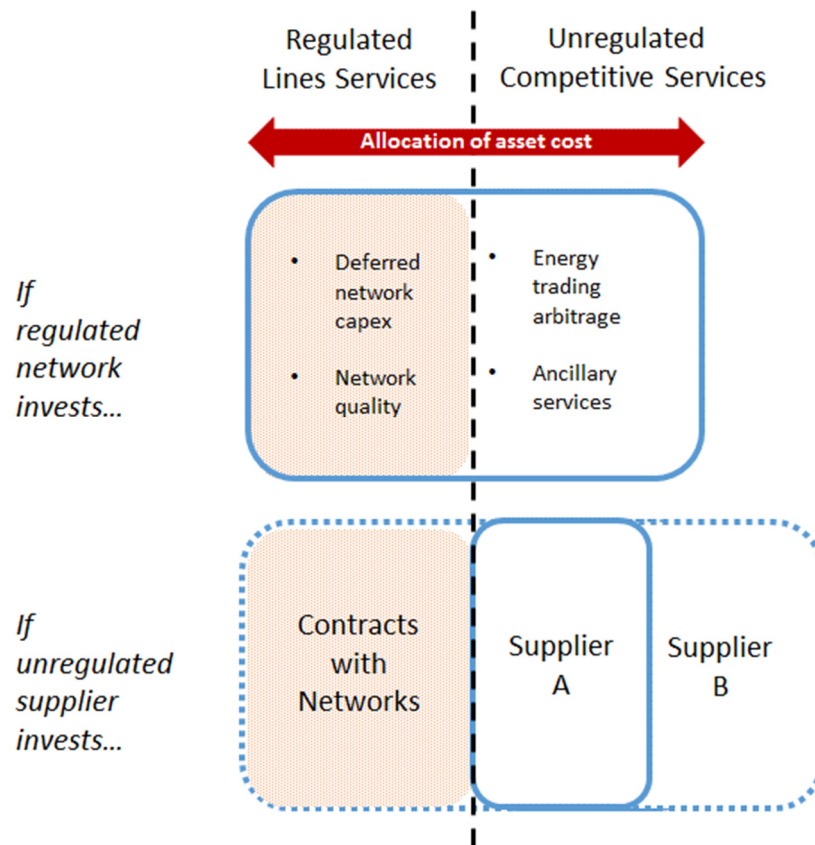 Regulated
Lines Services
Unregulated
Competitive Services
Allocation of asset cost
If
regulated
network
invests...
• Deferred
network
capex
• Network
quality
• Energy
trading
arbitrage
• Ancillary
services
If
unregulated
supplier
invests...
Contracts
with
Networks
Supplier
A
Supplier
B